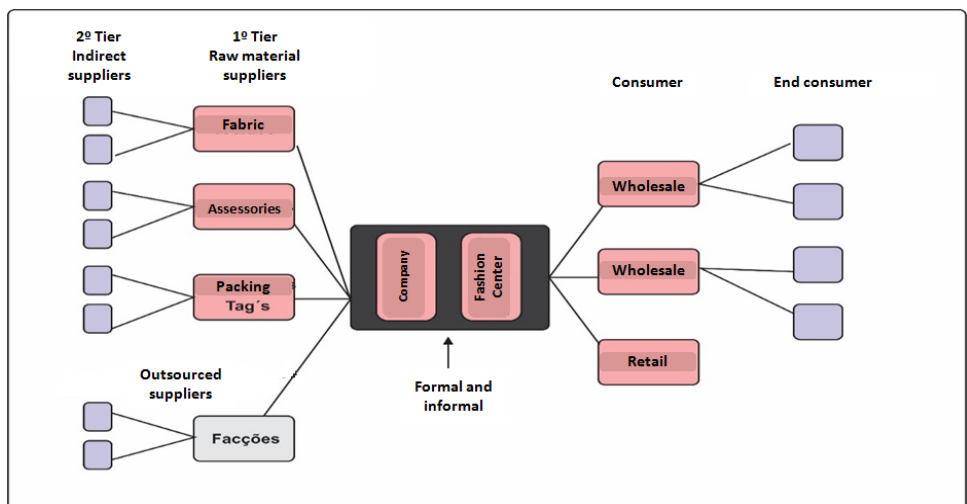 2º Tier
Indirect
suppliers
1º Tier
Raw material
suppliers
Consumer
End consumer
Fabric
Assessories
Packing
Tag´s
Outsourced
suppliers
Facções
Company
Fashion
Center
Formal and
informal
Wholesale
Wholesale
Retail